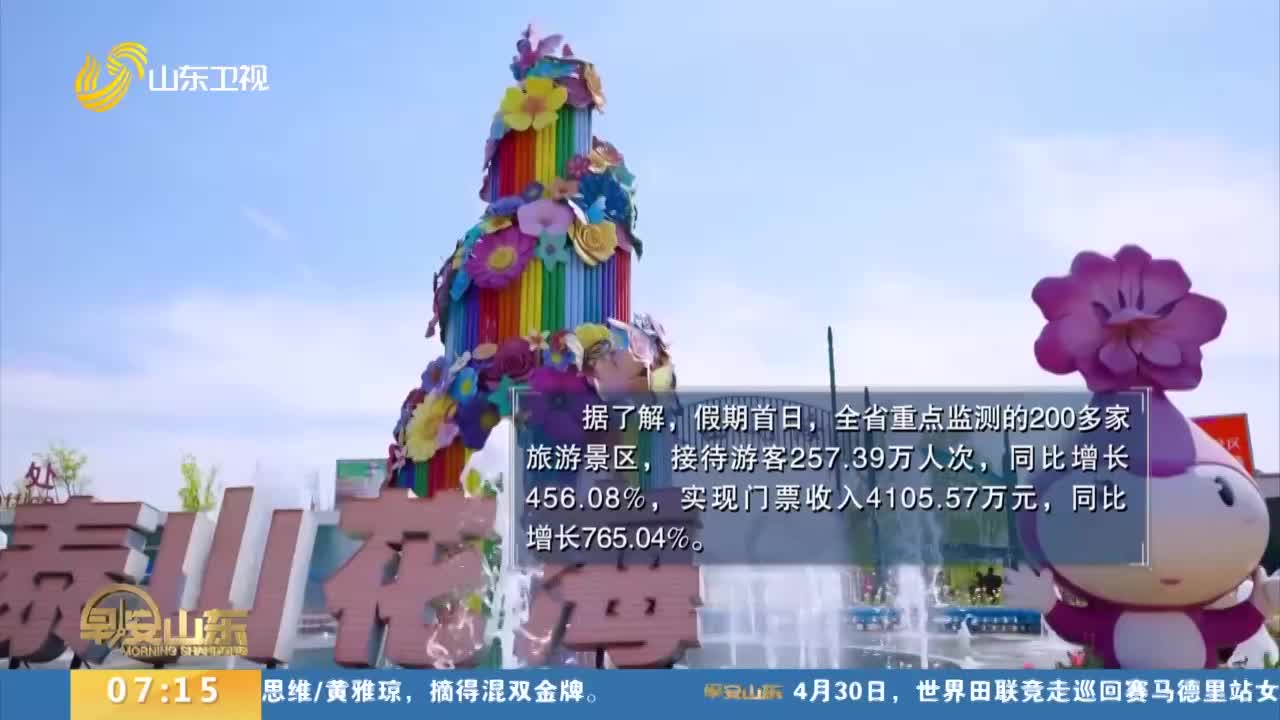 山东卫视
据了解，假期首日，全省重点监测的200多家
旅游景区，接待游客257.39万人次，同比增长
456.08%，实现门票收入4105.57万元，同比
增长765.04%。
处
泰山花海
早安山东
MORNING SHANDONG
07:15
思维/黄雅琼，摘得混双金牌。
早安山东
4月30日，世界田联竞走巡回赛马德里站女